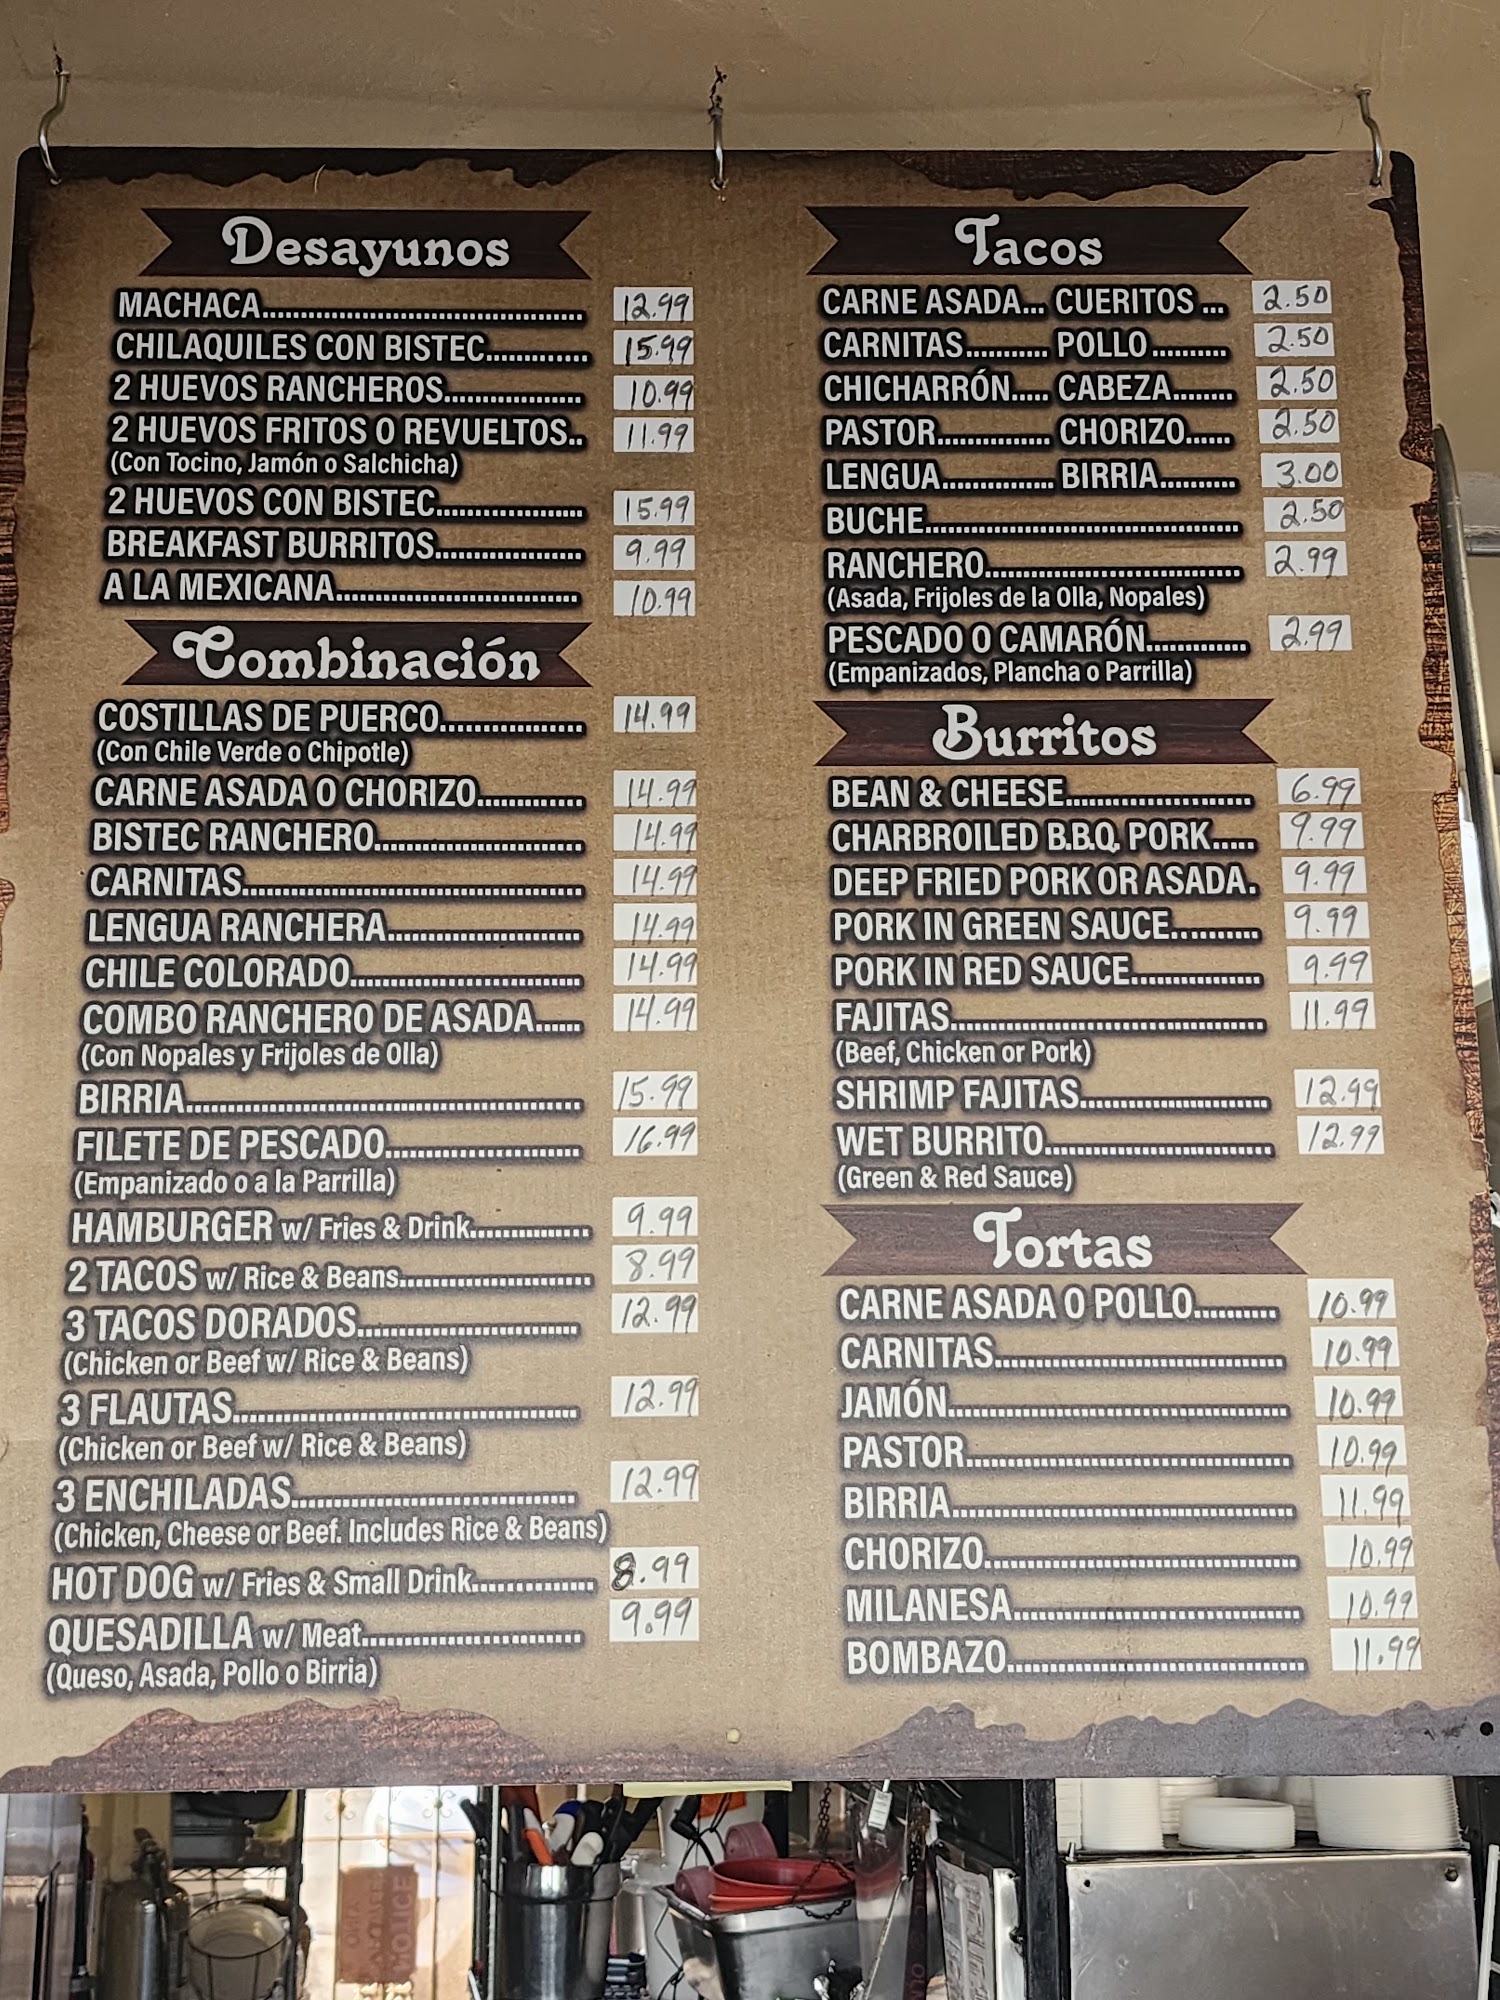 Desayunos
MACHACA.......................................... 12.99
CHILAQUILES CON BISTEC............. 15.99
2 HUEVOS RANCHEROS.................. 10.99
2 HUEVOS FRITOS O REVUELTOS.. 11.99
(Con Tocino, Jamón o Salchicha)
2 HUEVOS CON BISTEC................... 15.99
BREAKFAST BURRITOS................... 9.99
A LA MEXICANA............................... 10.99
Combinación
COSTILLAS DE PUERCO.................. 14.99
(Con Chile Verde o Chipotle)
CARNE ASADA O CHORIZO............. 14.99
BISTEC RANCHERO.......................... 14.99
CARNITAS........................................... 14.99
LENGUA RANCHERA........................ 14.99
CHILE COLORADO............................. 14.99
COMBO RANCHERO DE ASADA...... 14.99
(Con Nopales y Frijoles de Olla)
BIRRIA................................................ 15.99
FILETE DE PESCADO........................ 16.99
(Empanizado o a la Parrilla)
HAMBURGER w/ Fries & Drink............... 9.99
2 TACOS w/ Rice & Beans........................ 8.99
3 TACOS DORADOS........................... 12.99
(Chicken or Beef w/ Rice & Beans)
3 FLAUTAS.......................................... 12.99
(Chicken or Beef w/ Rice & Beans)
3 ENCHILADAS................................... 12.99
(Chicken, Cheese or Beef. Includes Rice & Beans)
HOT DOG w/ Fries & Small Drink.............. 8.99
QUESADILLA w/ Meat.......................... 9.99
(Queso, Asada, Pollo o Birria)
Tacos
CARNE ASADA... CUERITOS ... 2.50
CARNITAS........... POLLO.......... 2.50
CHICHARRÓN..... CABEZA........ 2.50
PASTOR............... CHORIZO...... 2.50
LENGUA............... BIRRIA.......... 3.00
BUCHE......................................... 2.50
RANCHERO................................. 2.99
(Asada, Frijoles de la Olla, Nopales)
PESCADO O CAMARÓN............. 2.99
(Empanizados, Plancha o Parrilla)
Burritos
BEAN & CHEESE........................ 6.99
CHARBROILED B.B.Q. PORK..... 9.99
DEEP FRIED PORK OR ASADA. 9.99
PORK IN GREEN SAUCE........... 9.99
PORK IN RED SAUCE................ 9.99
FAJITAS........................................ 11.99
(Beef, Chicken or Pork)
SHRIMP FAJITAS....................... 12.99
WET BURRITO............................. 12.99
(Green & Red Sauce)
Tortas
CARNE ASADA O POLLO.......... 10.99
CARNITAS.................................... 10.99
JAMÓN.......................................... 10.99
PASTOR........................................ 10.99
BIRRIA.......................................... 11.99
CHORIZO....................................... 10.99
MILANESA.................................... 10.99
BOMBAZO..................................... 11.99